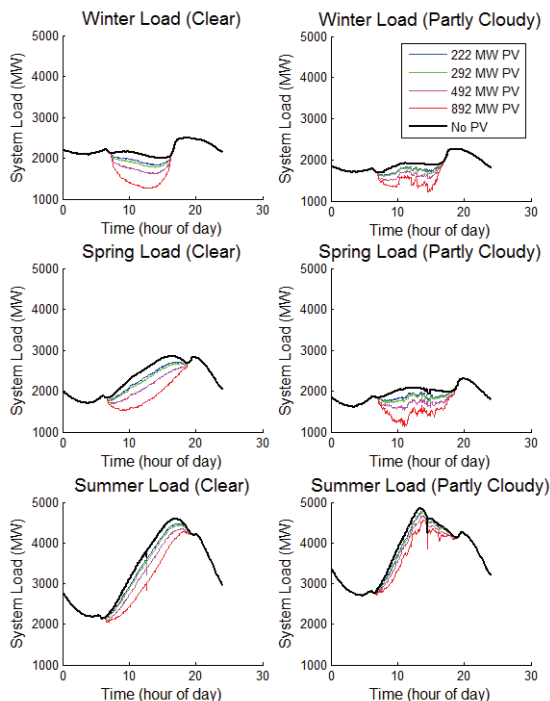 Winter Load (Clear)
System Load (MW)
5000
4000
3000
2000
1000
0
10
20
30
Time (hour of day)
Winter Load (Partly Cloudy)
System Load (MW)
5000
4000
3000
2000
1000
222 MW PV
292 MW PV
492 MW PV
892 MW PV
No PV
0
10
20
30
Time (hour of day)
Spring Load (Clear)
System Load (MW)
5000
4000
3000
2000
1000
0
10
20
30
Time (hour of day)
Spring Load (Partly Cloudy)
System Load (MW)
5000
4000
3000
2000
1000
0
10
20
30
Time (hour of day)
Summer Load (Clear)
System Load (MW)
5000
4000
3000
2000
1000
0
10
20
30
Time (hour of day)
Summer Load (Partly Cloudy)
System Load (MW)
5000
4000
3000
2000
1000
0
10
20
30
Time (hour of day)